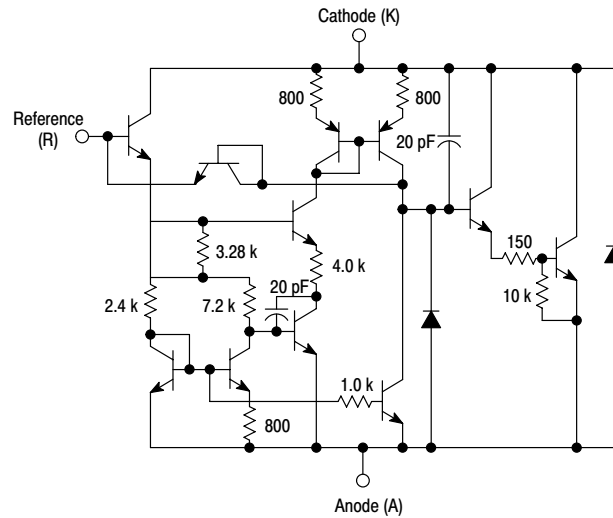 Cathode (K)
800
800
Reference
(R)
20 pF
3.28 k
4.0 k
150
2.4 k
7.2 k
20 pF
10 k
1.0 k
800
Anode (A)